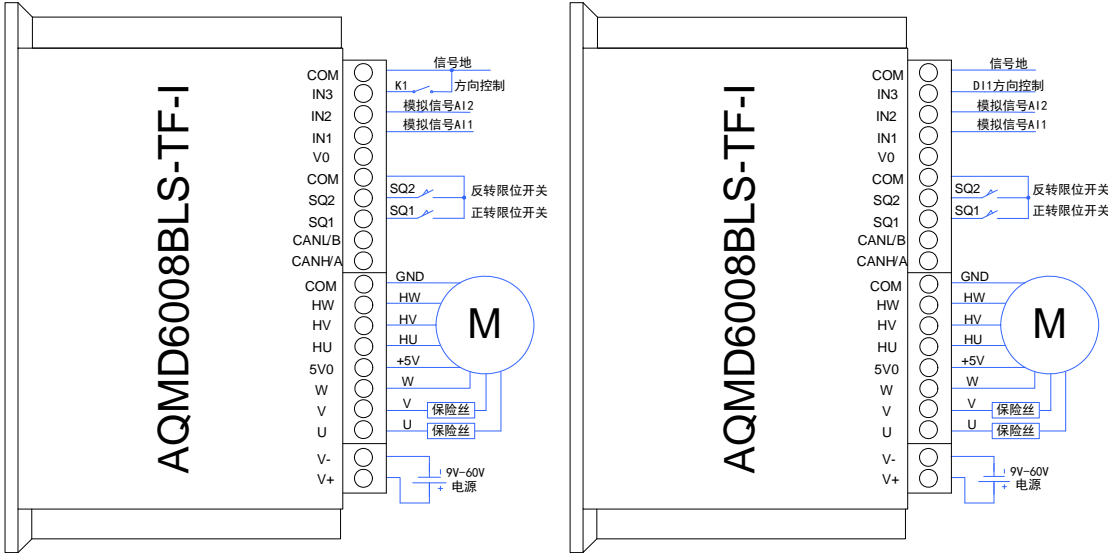 AQMD6008BLS-TF-I
COM
IN3
IN2
IN1
V0
COM
SQ2
SQ1
CANL/B
CANH/A
COM
HW
HV
HU
5V0
W
V
U
V-
V+
信号地
K1
方向控制
模拟信号AI2
模拟信号AI1
SQ2
反转限位开关
SQ1
正转限位开关
GND
HW
HV
HU
+5V
W
V
保险丝
U
保险丝
M
9V-60V
电源
AQMD6008BLS-TF-I
COM
IN3
IN2
IN1
V0
COM
SQ2
SQ1
CANL/B
CANH/A
COM
HW
HV
HU
5V0
W
V
U
V-
V+
信号地
DI1方向控制
模拟信号AI2
模拟信号AI1
SQ2
反转限位开关
SQ1
正转限位开关
GND
HW
HV
HU
+5V
W
V
保险丝
U
保险丝
M
9V-60V
电源